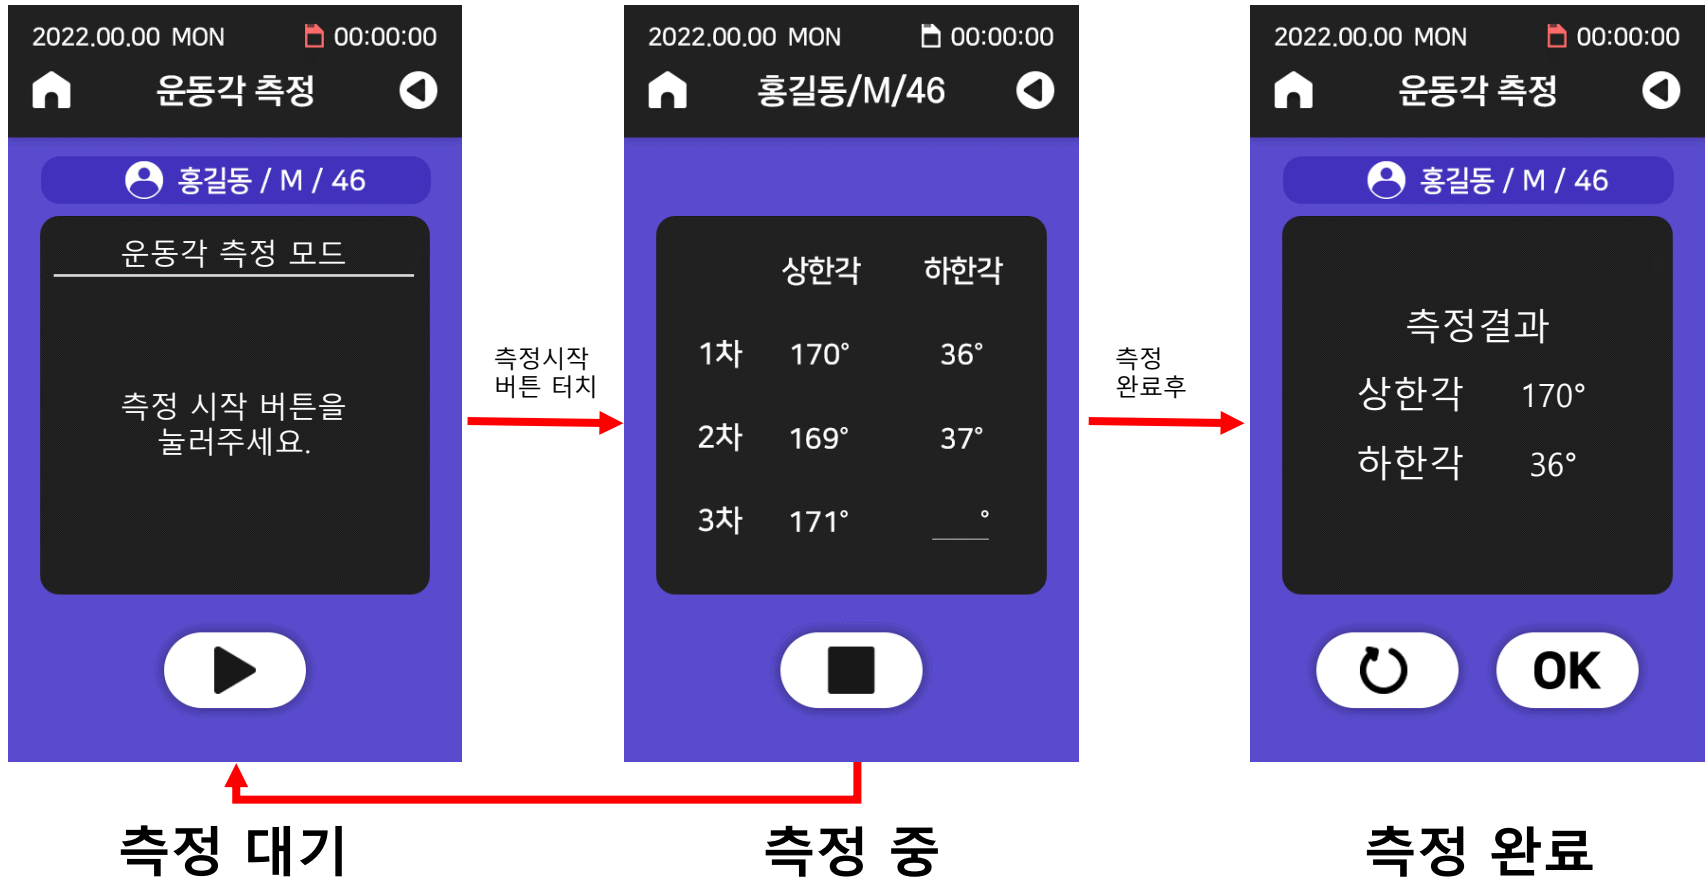 2022.00.00 MON 00:00:00
운동각 측정
홍길동 / M / 46
운동각 측정 모드
측정 시작 버튼을
눌러주세요.
측정시작
버튼 터치
2022.00.00 MON 00:00:00
홍길동/M/46
상한각 하한각
1차 170° 36°
2차 169° 37°
3차 171° °
측정
완료후
2022.00.00 MON 00:00:00
운동각 측정
홍길동 / M / 46
측정결과
상한각 170°
하한각 36°
OK
측정 대기
측정 중
측정 완료